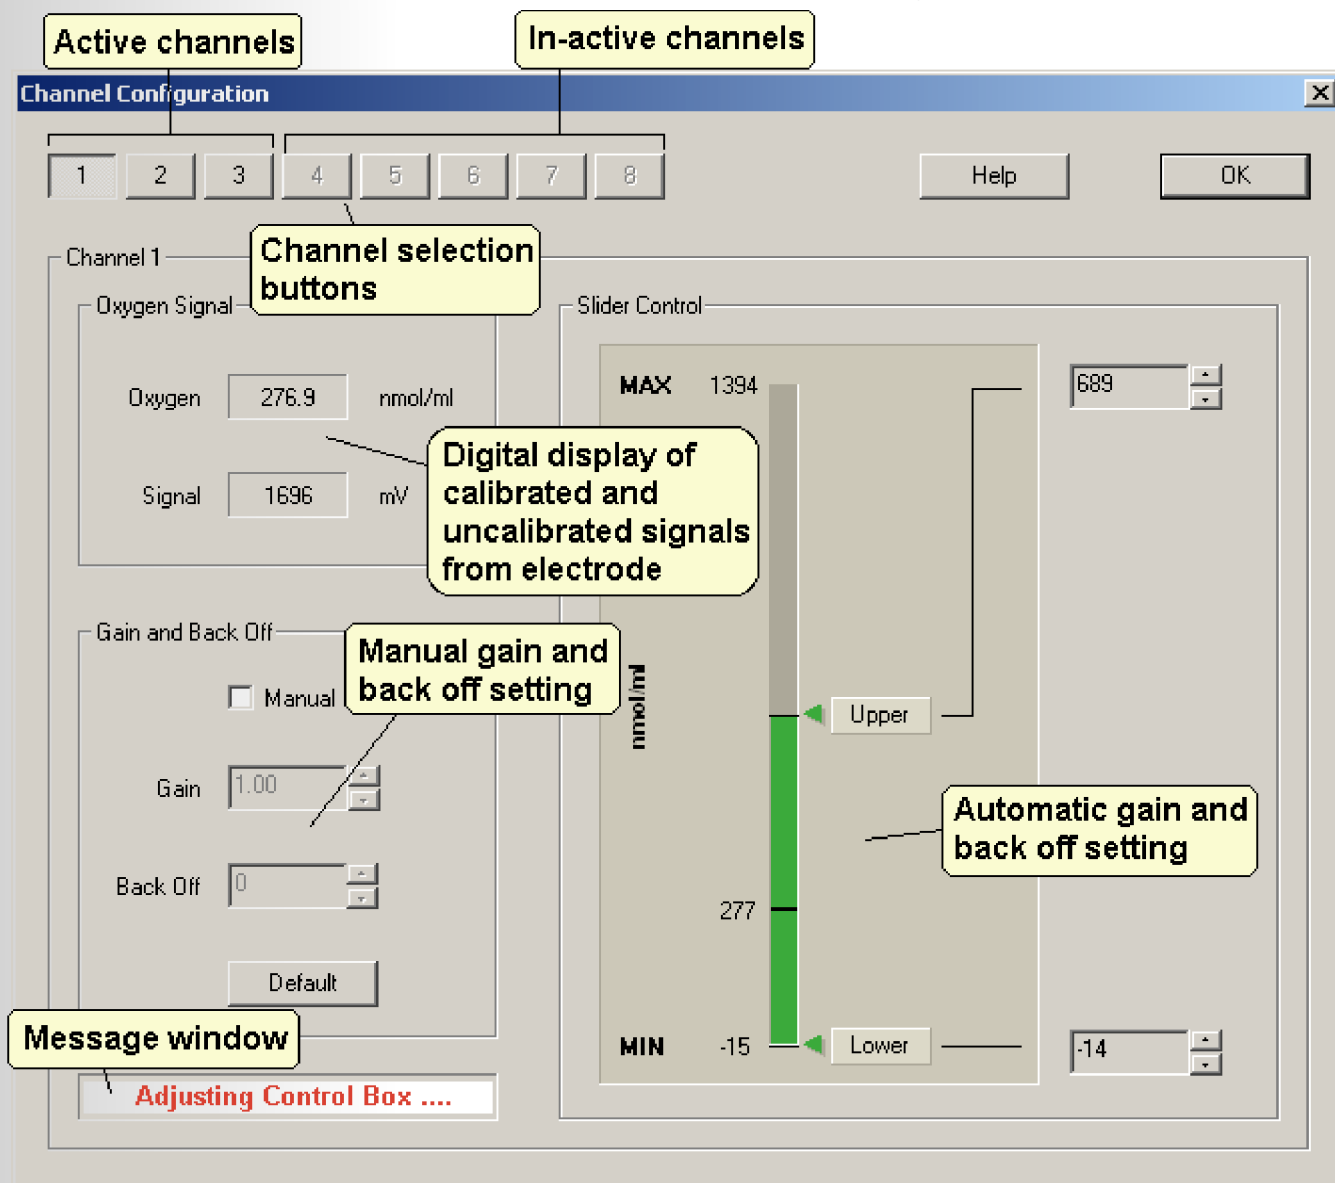 Active channels
In-active channels
Channel Configuration
1 2 3 4 5 6 7 8 Help OK
Channel selection
buttons
Channel 1
Oxygen Signal
Oxygen 276.9 nmol/ml
Signal 1696 mV
Digital display of
calibrated and
uncalibrated signals
from electrode
Gain and Back Off
Manual
Manual gain and
back off setting
Gain 1.00
Back Off 0
Default
Message window
Adjusting Control Box ....
Slider Control
MAX 1394
689
nmol/ml
Upper
Automatic gain and
back off setting
277
MIN -15
Lower
-14